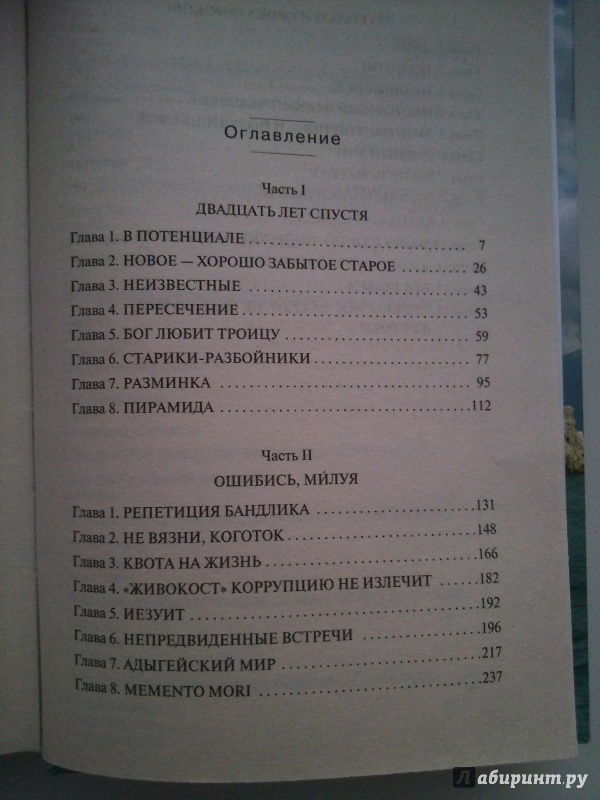 Оглавление
Часть I
ДВАДЦАТЬ ЛЕТ СПУСТЯ
Глава 1. В ПОТЕНЦИАЛЕ 7
Глава 2. НОВОЕ — ХОРОШО ЗАБЫТОЕ СТАРОЕ 26
Глава 3. НЕИЗВЕСТНЫЕ 43
Глава 4. ПЕРЕСЕЧЕНИЕ 53
Глава 5. БОГ ЛЮБИТ ТРОИЦУ 59
Глава 6. СТАРИКИ-РАЗБОЙНИКИ 77
Глава 7. РАЗМИНКА 95
Глава 8. ПИРАМИДА 112
Часть II
ОШИБИСЬ, МИ́ЛУЯ
Глава 1. РЕПЕТИЦИЯ БАНДЛИКА 131
Глава 2. НЕ ВЯЗНИ, КОГОТОК 148
Глава 3. КВОТА НА ЖИЗНЬ 166
Глава 4. «ЖИВОКОСТ» КОРРУПЦИЮ НЕ ИЗЛЕЧИТ 182
Глава 5. ИЕЗУИТ 192
Глава 6. НЕПРЕДВИДЕННЫЕ ВСТРЕЧИ 196
Глава 7. АДЫГЕЙСКИЙ МИР 217
Глава 8. MEMENTO MORI 237
абиринт.ру